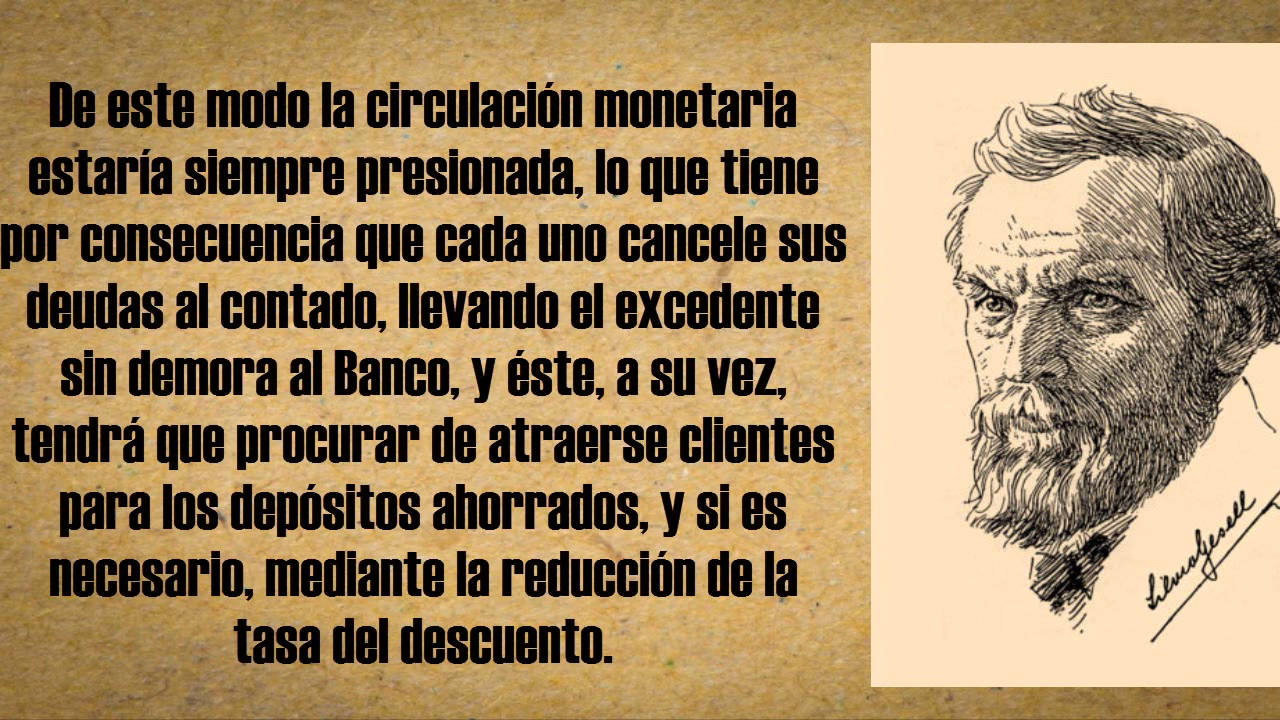 De este modo la circulación monetaria
estaría siempre presionada, lo que tiene
por consecuencia que cada uno cancele sus
deudas al contado, llevando el excedente
sin demora al Banco, y éste, a su vez,
tendrá que procurar de atraerse clientes
para los depósitos ahorrados, y si es
necesario, mediante la reducción de la
tasa del descuento.
Silvio Gesell